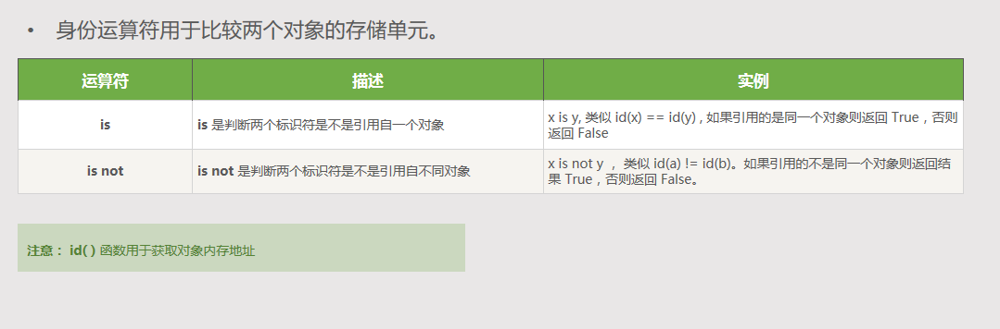 • 身份运算符用于比较两个对象的存储单元。
运算符 描述 实例
is
is 是判断两个标识符是不是引用自一个对象
x is y, 类似 id(x) == id(y) , 如果引用的是同一个对象则返回 True，否则
返回 False
is not
is not 是判断两个标识符是不是引用自不同对象
x is not y ， 类似 id(a) != id(b)。如果引用的不是同一个对象则返回结
果 True，否则返回 False。
注意： id( ) 函数用于获取对象内存地址